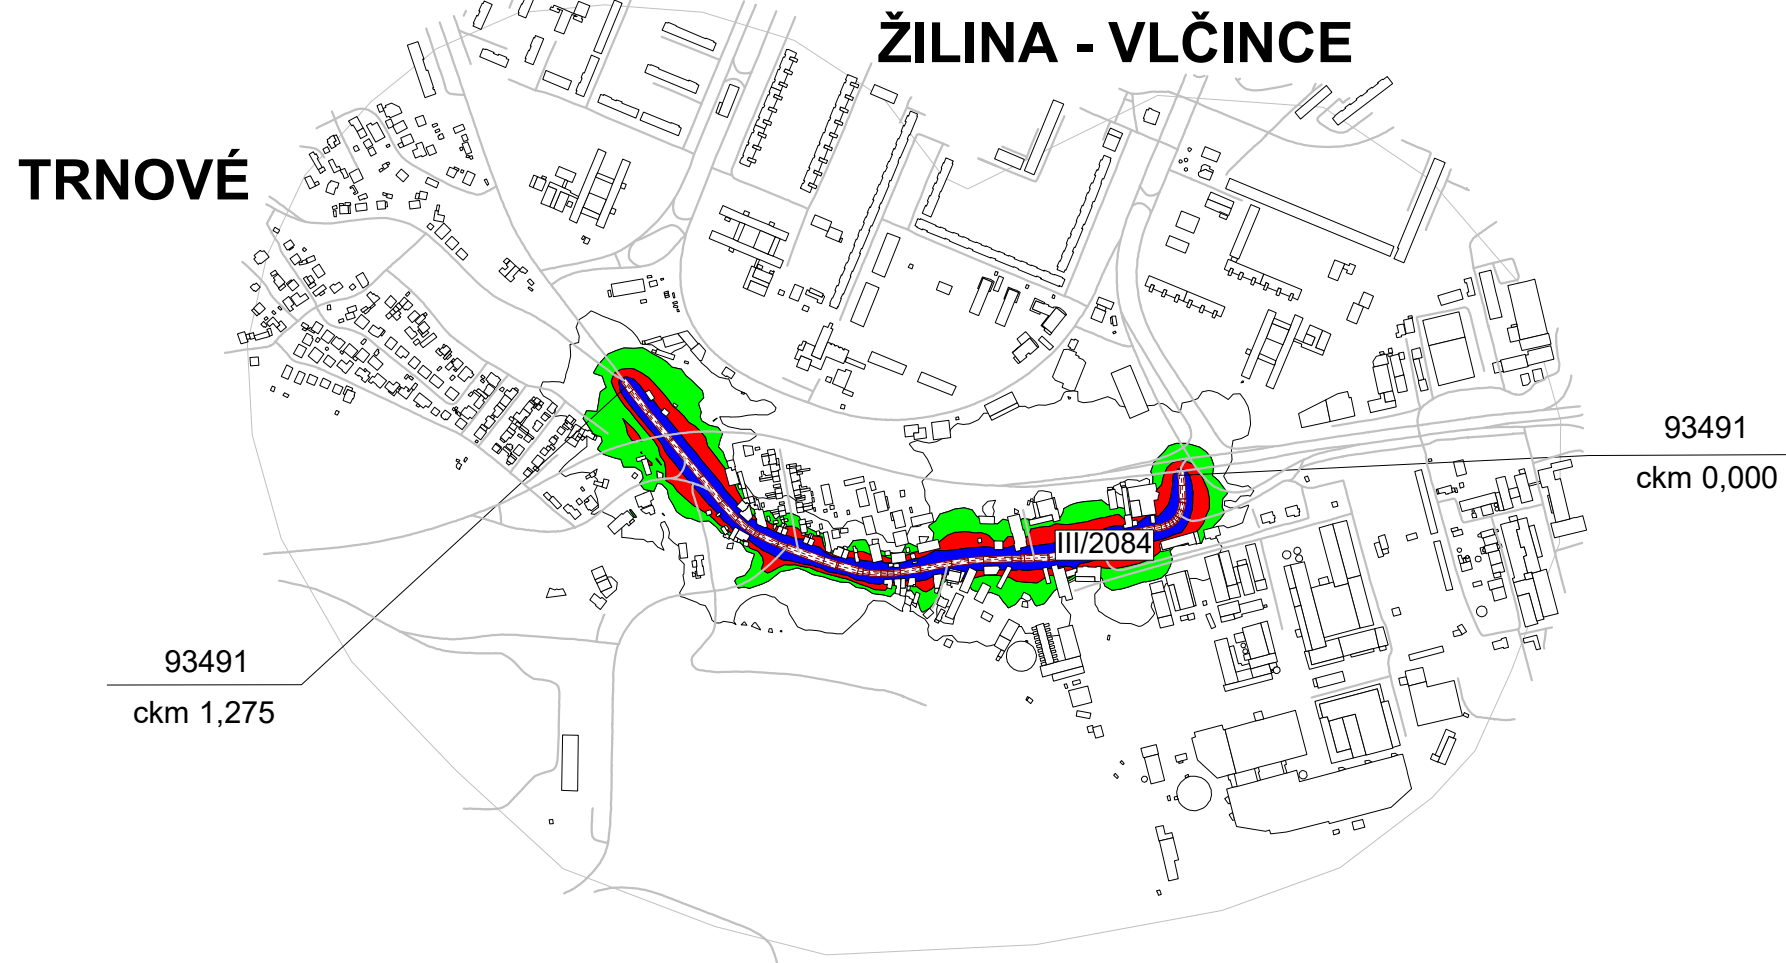 ŽILINA - VLČINCE
TRNOVÉ
93491
ckm 0,000
III/2084
93491
ckm 1,275